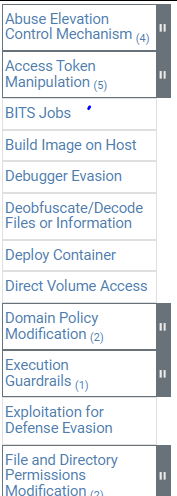 Abuse Elevation
Control Mechanism (4)
Access Token
Manipulation (5)
BITS Jobs
Build Image on Host
Debugger Evasion
Deobfuscate/Decode
Files or Information
Deploy Container
Direct Volume Access
Domain Policy
Modification (2)
Execution
Guardrails (1)
Exploitation for
Defense Evasion
File and Directory
Permissions
Modification (2)